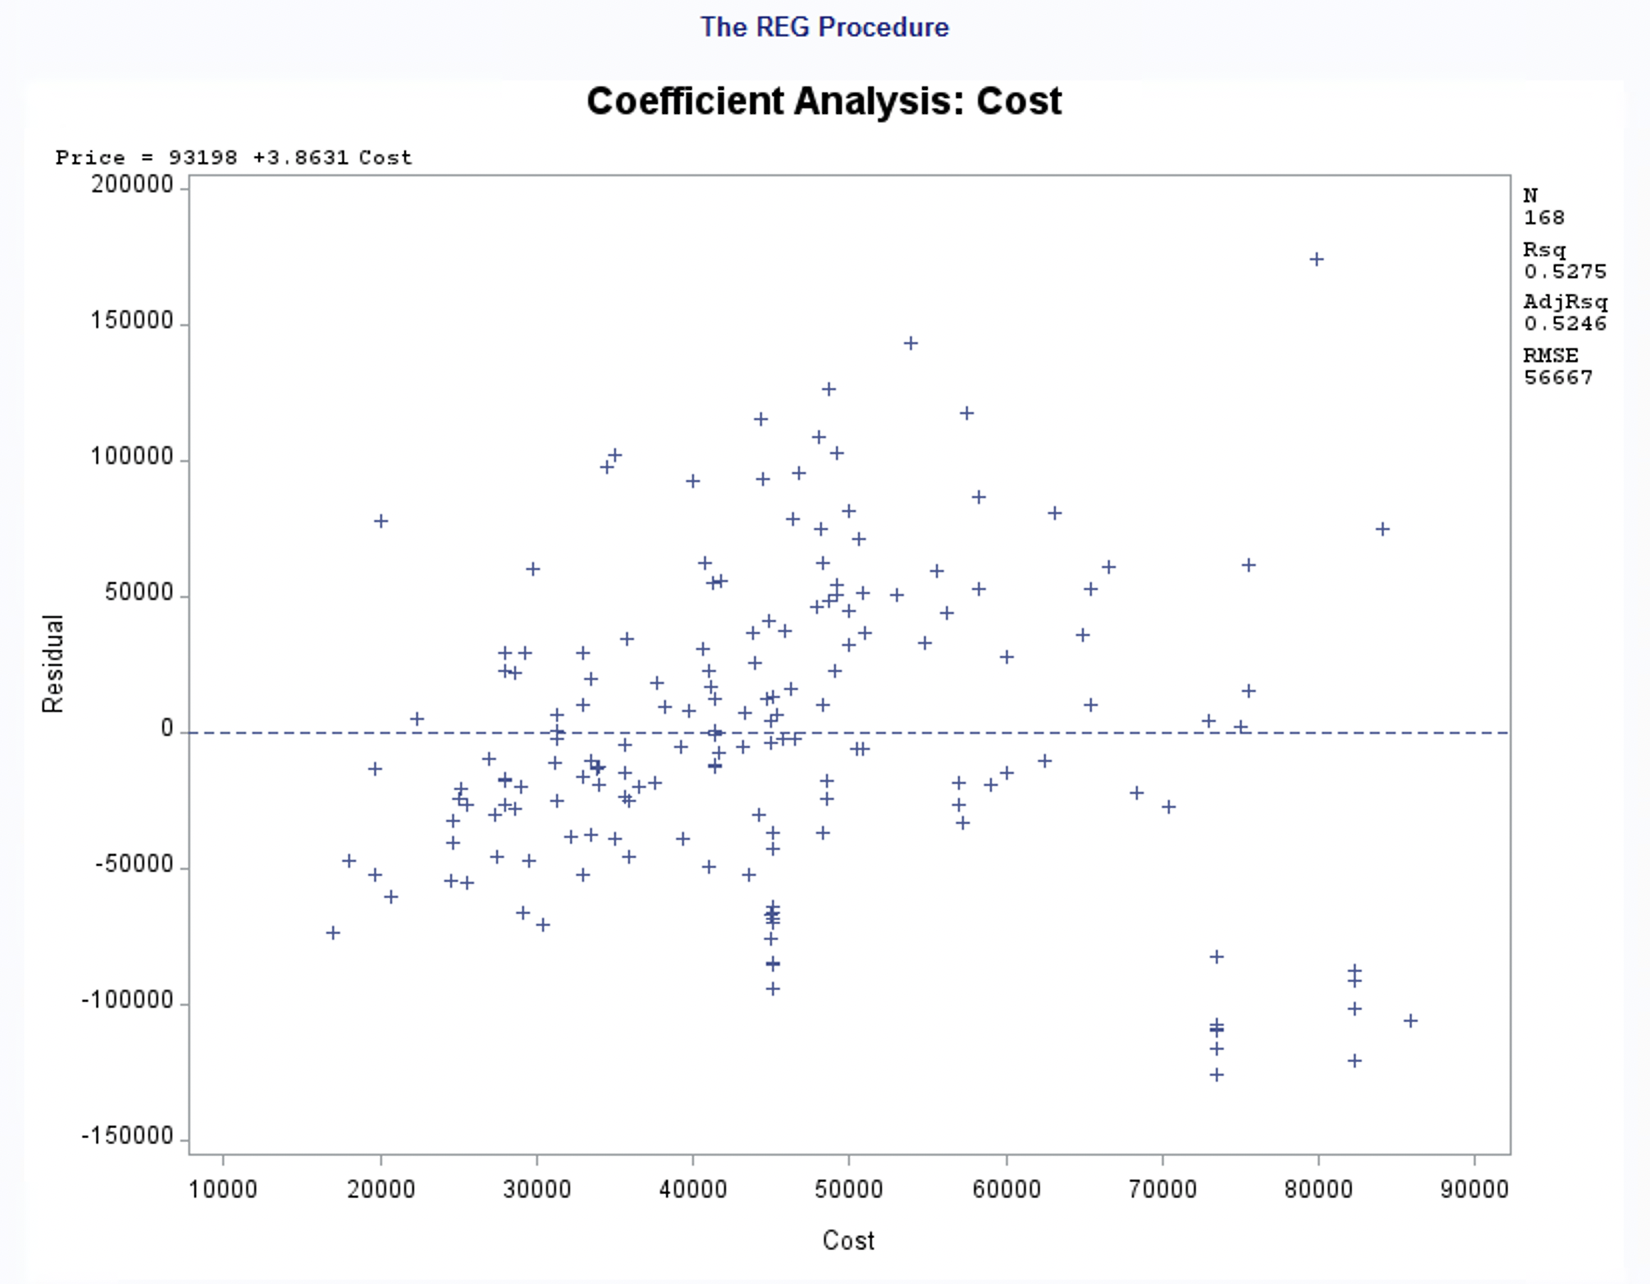 The REG Procedure
Coefficient Analysis: Cost
Price = 93198 +3.8631 Cost
200000
150000
100000
50000
0
-50000
-100000
-150000
Residual
N
168
Rsq
0.5275
AdjRsq
0.5246
RMSE
56667
10000 20000 30000 40000 50000 60000 70000 80000 90000
Cost